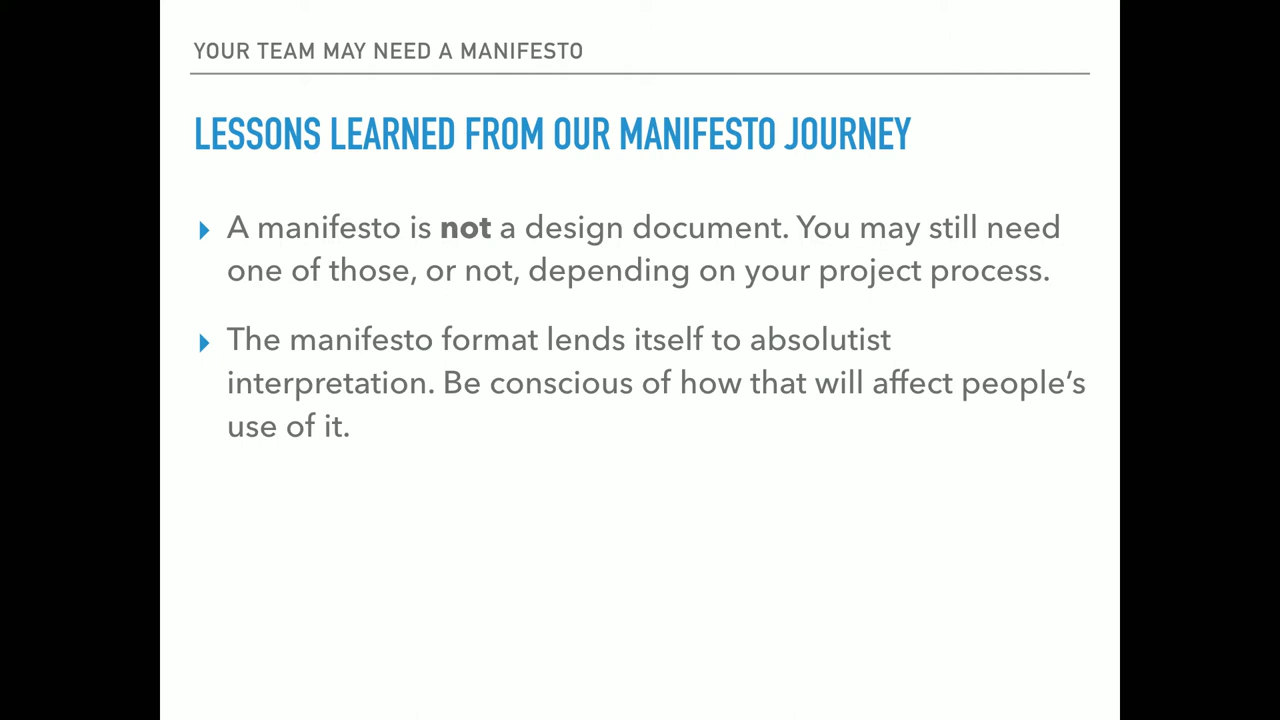 YOUR TEAM MAY NEED A MANIFESTO
LESSONS LEARNED FROM OUR MANIFESTO JOURNEY
A manifesto is not a design document. You may still need
one of those, or not, depending on your project process.
The manifesto format lends itself to absolutist
interpretation. Be conscious of how that will affect people’s
use of it.